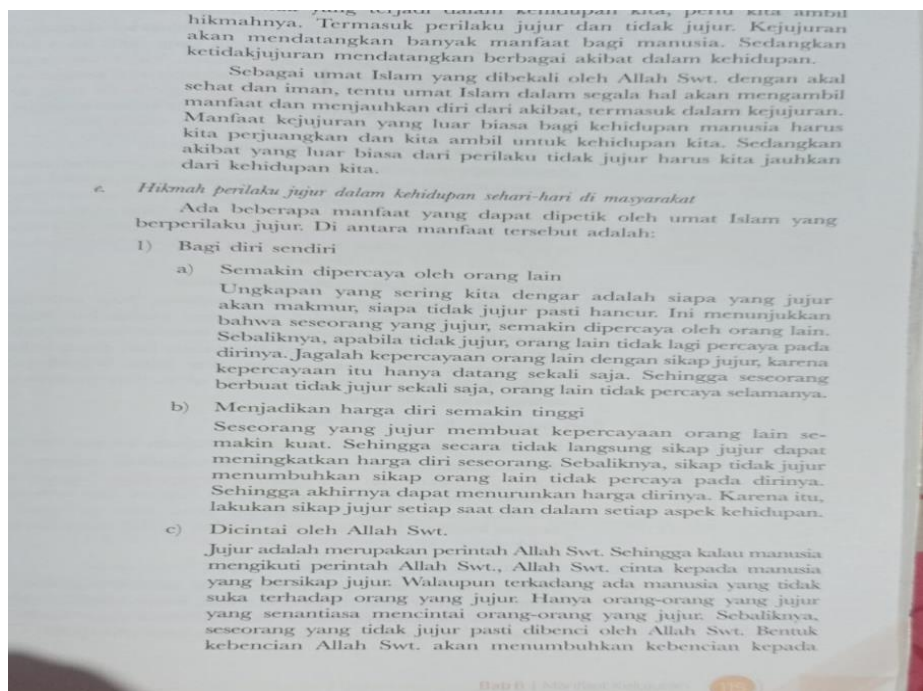 yang terjadi dalam kehidupan kita, perlu kita ambil
hikmahnya. Termasuk perilaku jujur dan tidak jujur. Kejujuran
akan mendatangkan banyak manfaat bagi manusia. Sedangkan
ketidakjujuran mendatangkan berbagai akibat dalam kehidupan.
Sebagai umat Islam yang dibekali oleh Allah Swt. dengan akal
sehat dan iman, tentu umat Islam dalam segala hal akan mengambil
manfaat dan menjauhkan diri dari akibat, termasuk dalam kejujuran.
Manfaat kejujuran yang luar biasa bagi kehidupan manusia harus
kita perjuangkan dan kita ambil untuk kehidupan kita. Sedangkan
akibat yang luar biasa dari perilaku tidak jujur harus kita jauhkan
dari kehidupan kita.
e. Hikmah perilaku jujur dalam kehidupan sehari-hari di masyarakat
Ada beberapa manfaat yang dapat dipetik oleh umat Islam yang
berperilaku jujur. Di antara manfaat tersebut adalah:
1) Bagi diri sendiri
a) Semakin dipercaya oleh orang lain
Ungkapan yang sering kita dengar adalah siapa yang jujur
akan makmur, siapa tidak jujur pasti hancur. Ini menunjukkan
bahwa seseorang yang jujur, semakin dipercaya oleh orang lain.
Sebaliknya, apabila tidak jujur, orang lain tidak lagi percaya pada
dirinya. Jagalah kepercayaan orang lain dengan sikap jujur, karena
kepercayaan itu hanya datang sekali saja. Sehingga seseorang
berbuat tidak jujur sekali saja, orang lain tidak percaya selamanya.
b) Menjadikan harga diri semakin tinggi
Seseorang yang jujur membuat kepercayaan orang lain se-
makin kuat. Sehingga secara tidak langsung sikap jujur dapat
meningkatkan harga diri seseorang. Sebaliknya, sikap tidak jujur
menumbuhkan sikap orang lain tidak percaya pada dirinya.
Sehingga akhirnya dapat menurunkan harga dirinya. Karena itu,
lakukan sikap jujur setiap saat dan dalam setiap aspek kehidupan.
c) Dicintai oleh Allah Swt.
Jujur adalah merupakan perintah Allah Swt. Sehingga kalau manusia
mengikuti perintah Allah Swt., Allah Swt. cinta kepada manusia
yang bersikap jujur. Walaupun terkadang ada manusia yang tidak
suka terhadap orang yang jujur. Hanya orang-orang yang jujur
yang senantiasa mencintai orang-orang yang jujur. Sebaliknya,
seseorang yang tidak jujur pasti dibenci oleh Allah Swt. Bentuk
kebencian Allah Swt. akan menumbuhkan kebencian kepada
Bab 6